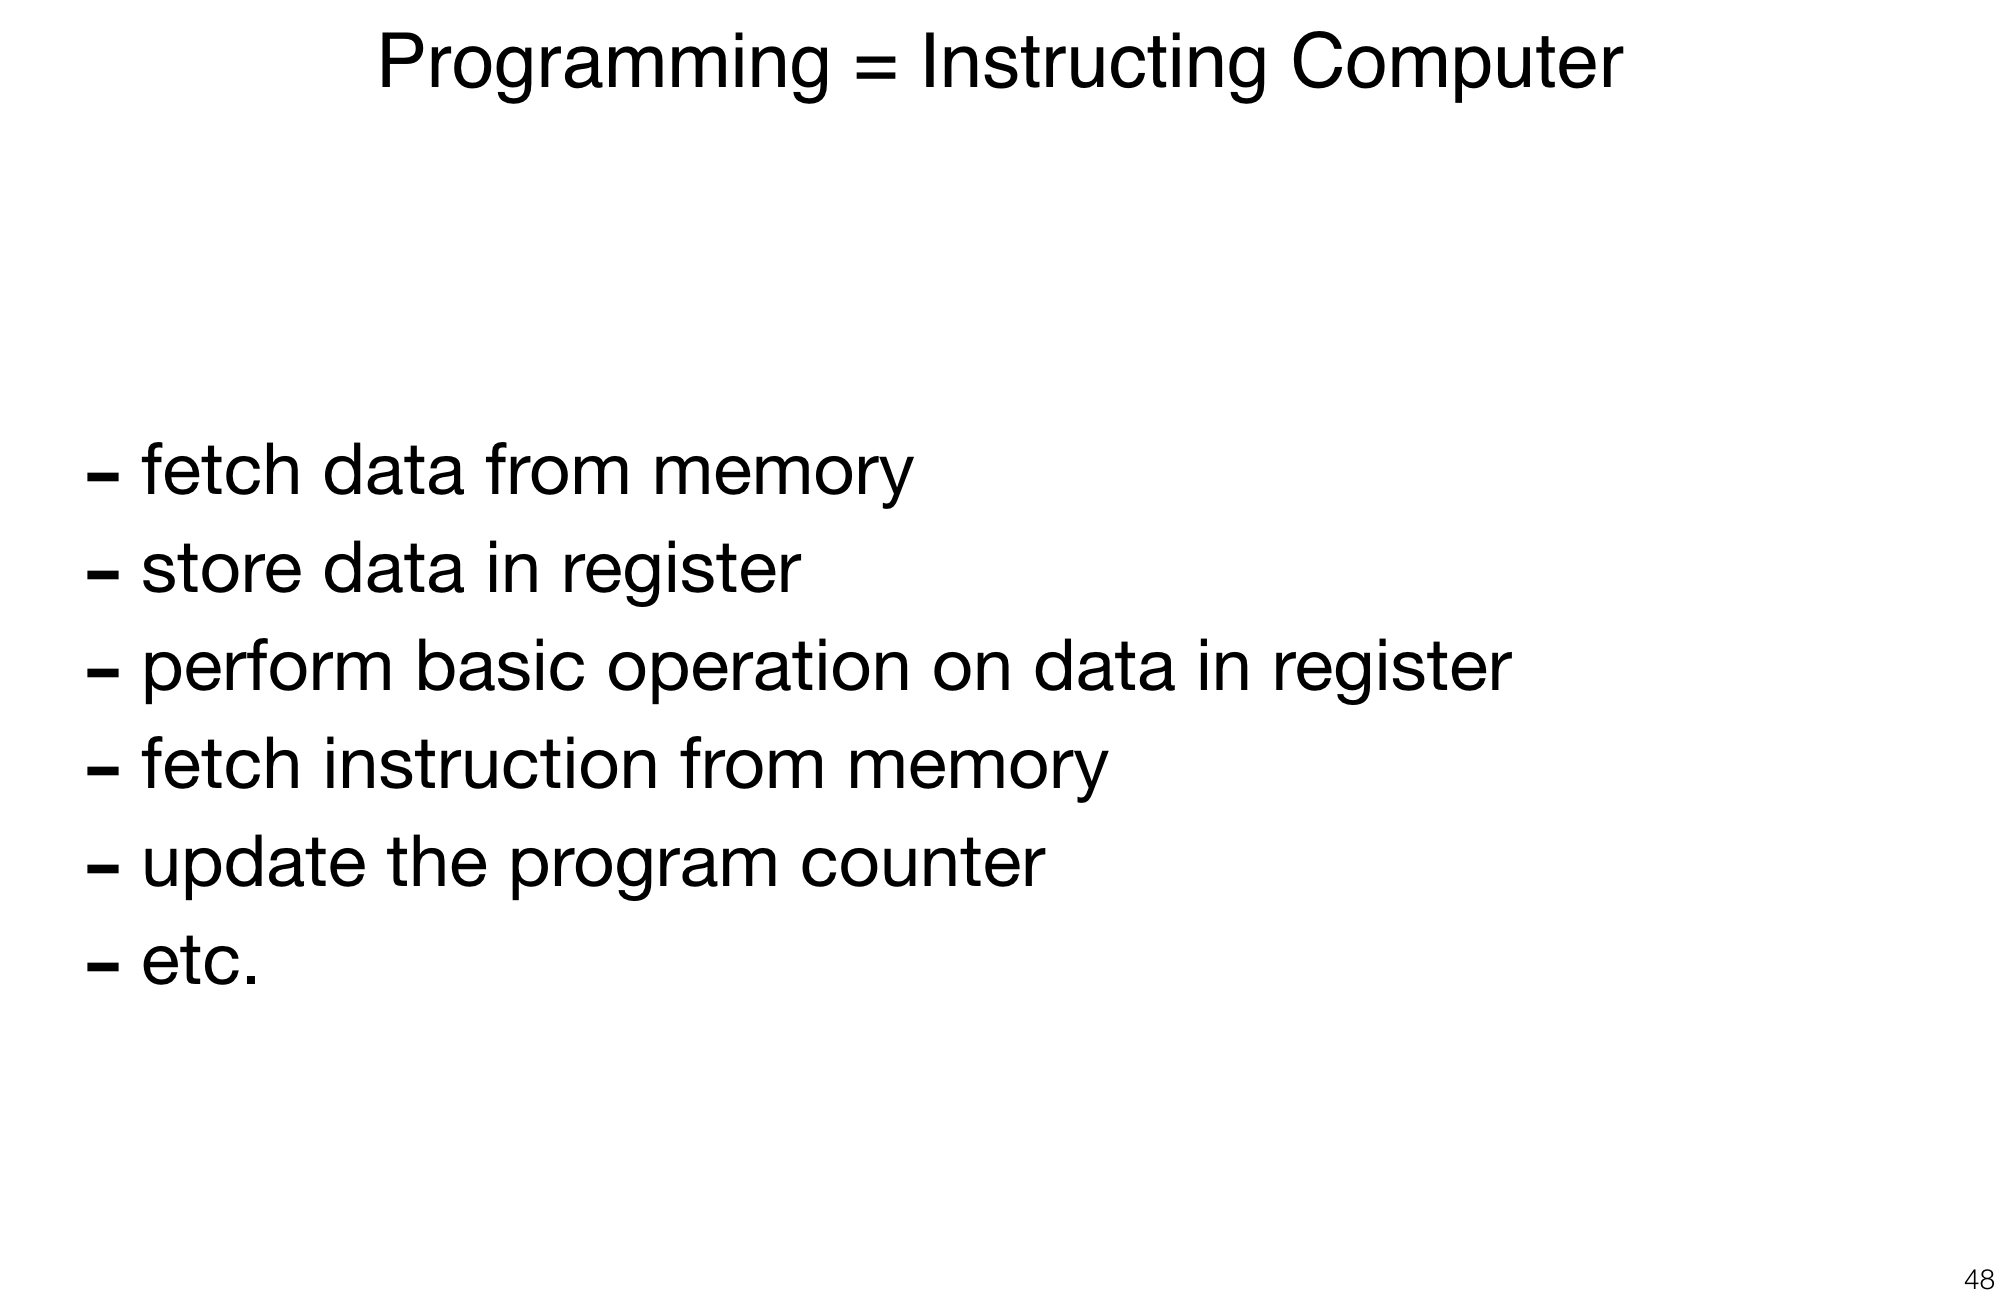 Programming = Instructing Computer
- fetch data from memory
- store data in register
- perform basic operation on data in register
- fetch instruction from memory
- update the program counter
- etc.
48